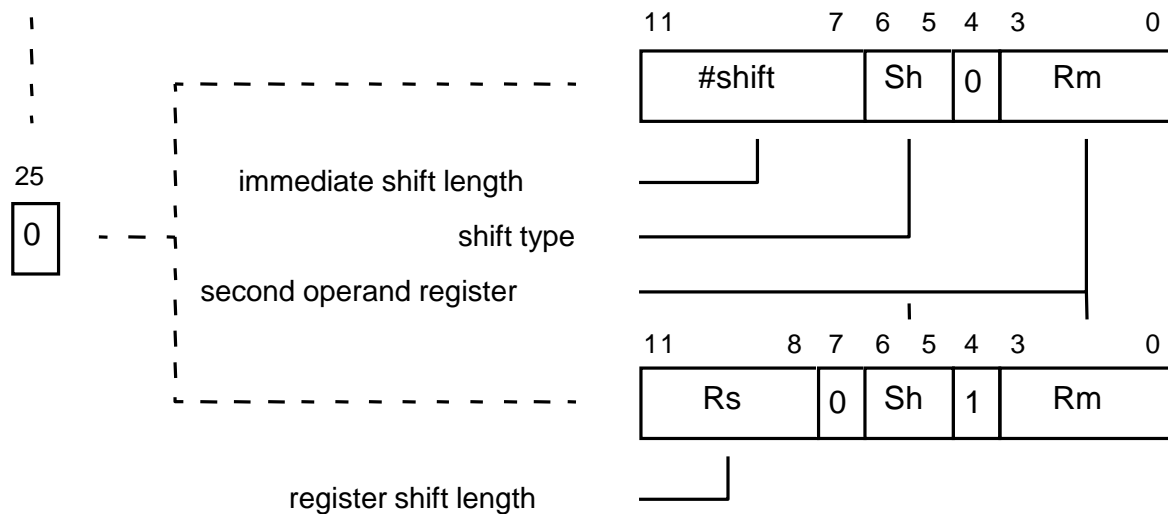 11 7 6 5 4 3 0
#shift Sh 0 Rm
25
immediate shift length
0
shift type
second operand register
11 8 7 6 5 4 3 0
Rs 0 Sh 1 Rm
register shift length